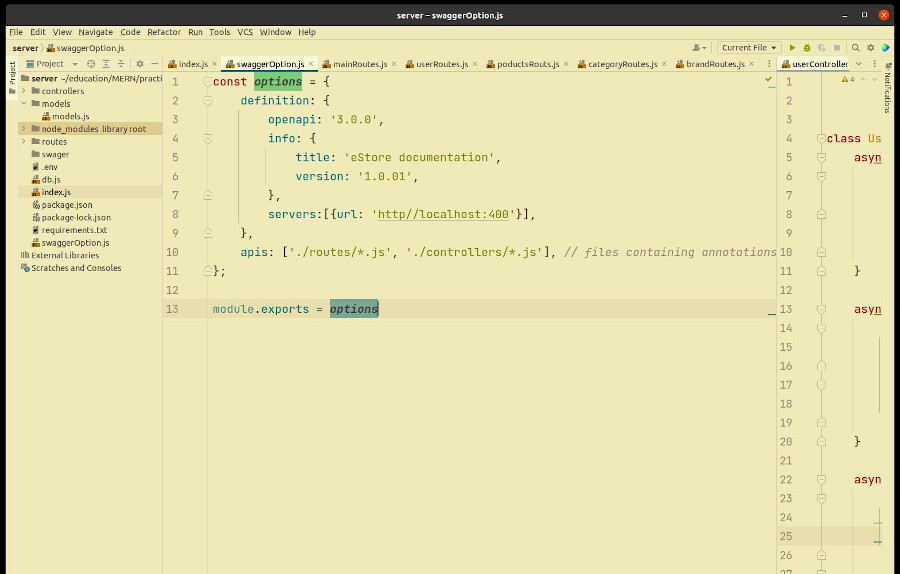 server – swaggerOption.js
File Edit View Navigate Code Refactor Run Tools VCS Window Help
server swaggerOption.js
Current File
Project
index.js swaggerOption.js mainRoutes.js userRoutes.js poductsRouts.js categoryRoutes.js brandRoutes.js userController
Project
Notifications
server ~/education/MERN/practi
controllers
models
models.js
node_modules library root
routes
swager
.env
db.js
index.js
package.json
package-lock.json
requirements.txt
swaggerOption.js
External Libraries
Scratches and Consoles
1 const options = {
2 definition: {
3 openapi: '3.0.0',
4 info: {
5 title: 'eStore documentation',
6 version: '1.0.01',
7 },
8 servers:[{url: 'http//localhost:400'}],
9 },
10 apis: ['./routes/*.js', './controllers/*.js'], // files containing annotations
11 };
12
13 module.exports = options
4
1
2
3
4 class Us
5 asyn
6
7
8
9
10
11 }
12
13 asyn
14
15
16
17
18
19
20 }
21
22 asyn
23
24
25
26
27